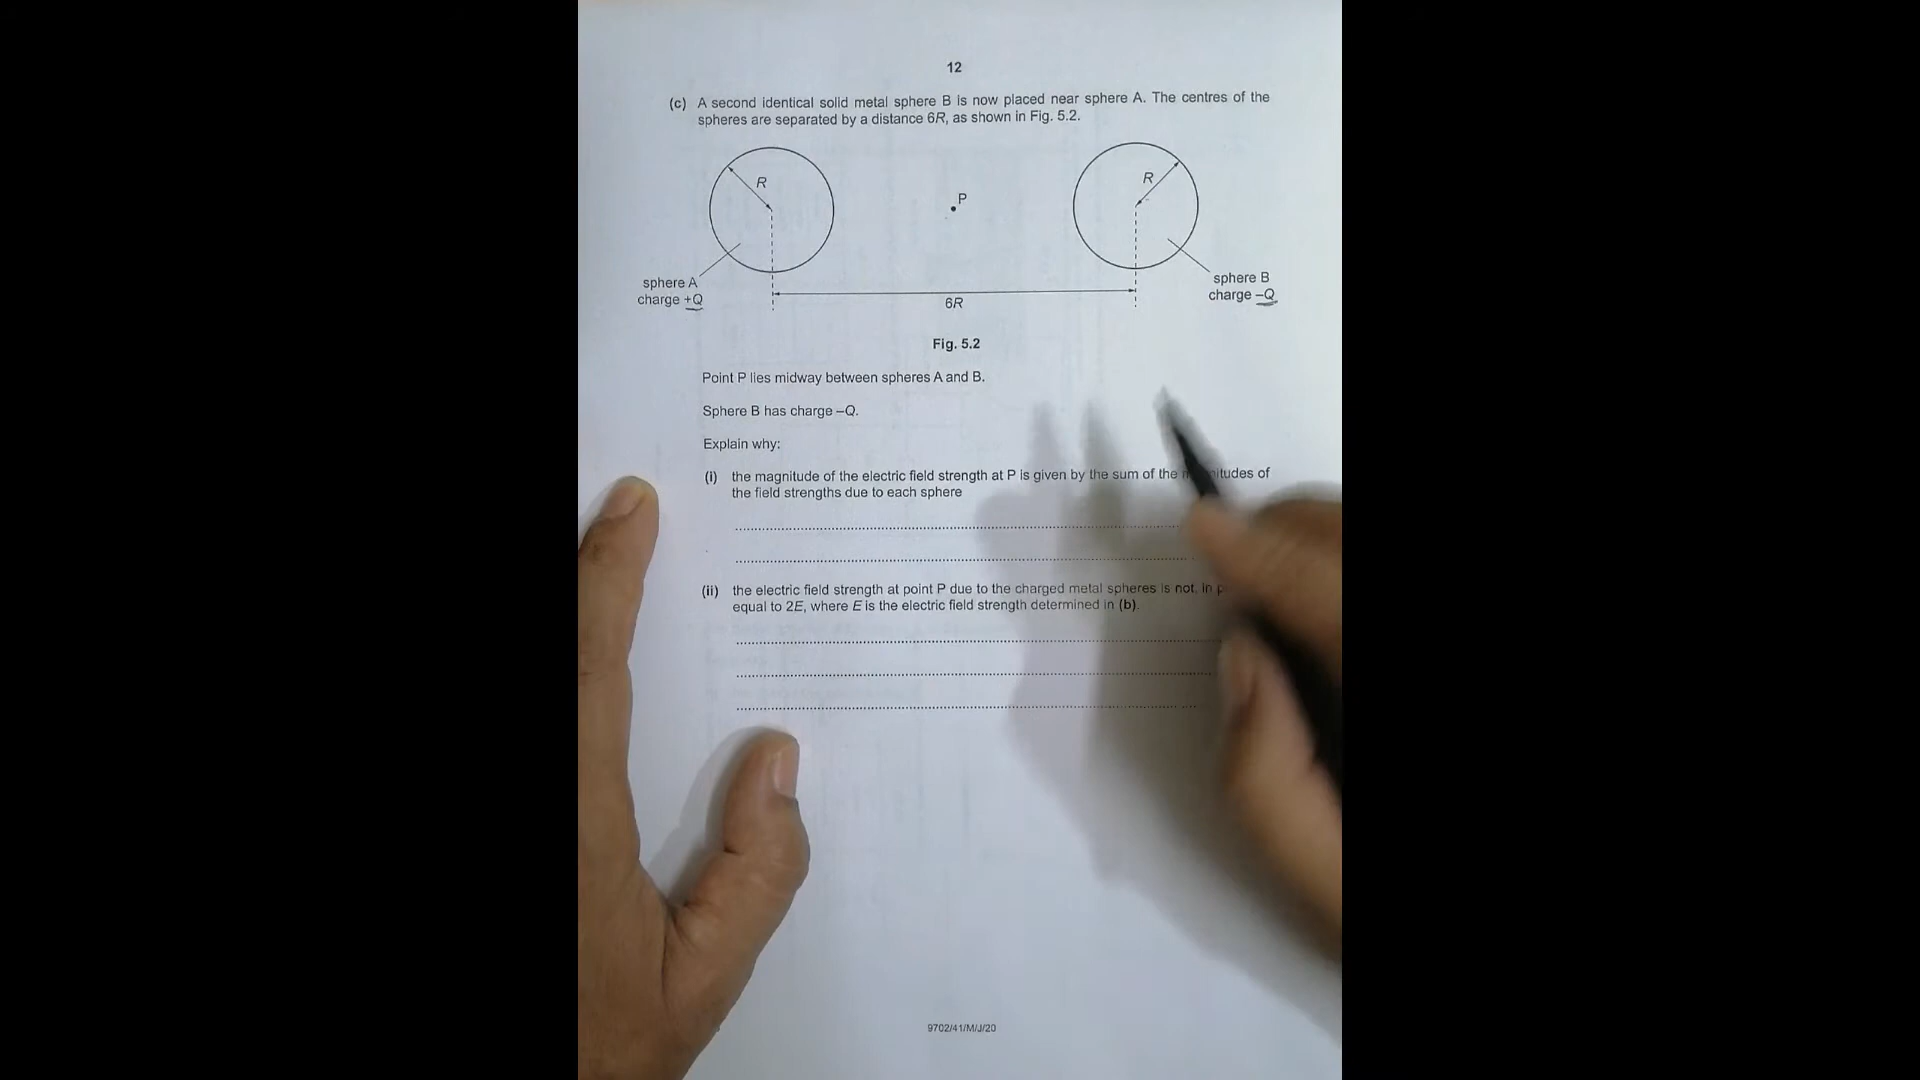 12
(c) A second identical solid metal sphere B is now placed near sphere A. The centres of the
spheres are separated by a distance 6R, as shown in Fig. 5.2.
R
R
P
sphere A
charge +Q
sphere B
charge –Q
6R
Fig. 5.2
Point P lies midway between spheres A and B.
Sphere B has charge –Q.
Explain why:
(i) the magnitude of the electric field strength at P is given by the sum of the of
the field strengths due to each sphere
(ii) the electric field strength at point P due to the charged metal spheres is not, in
equal to 2E, where E is the electric field strength determined in (b).
9702/41/M/J/20